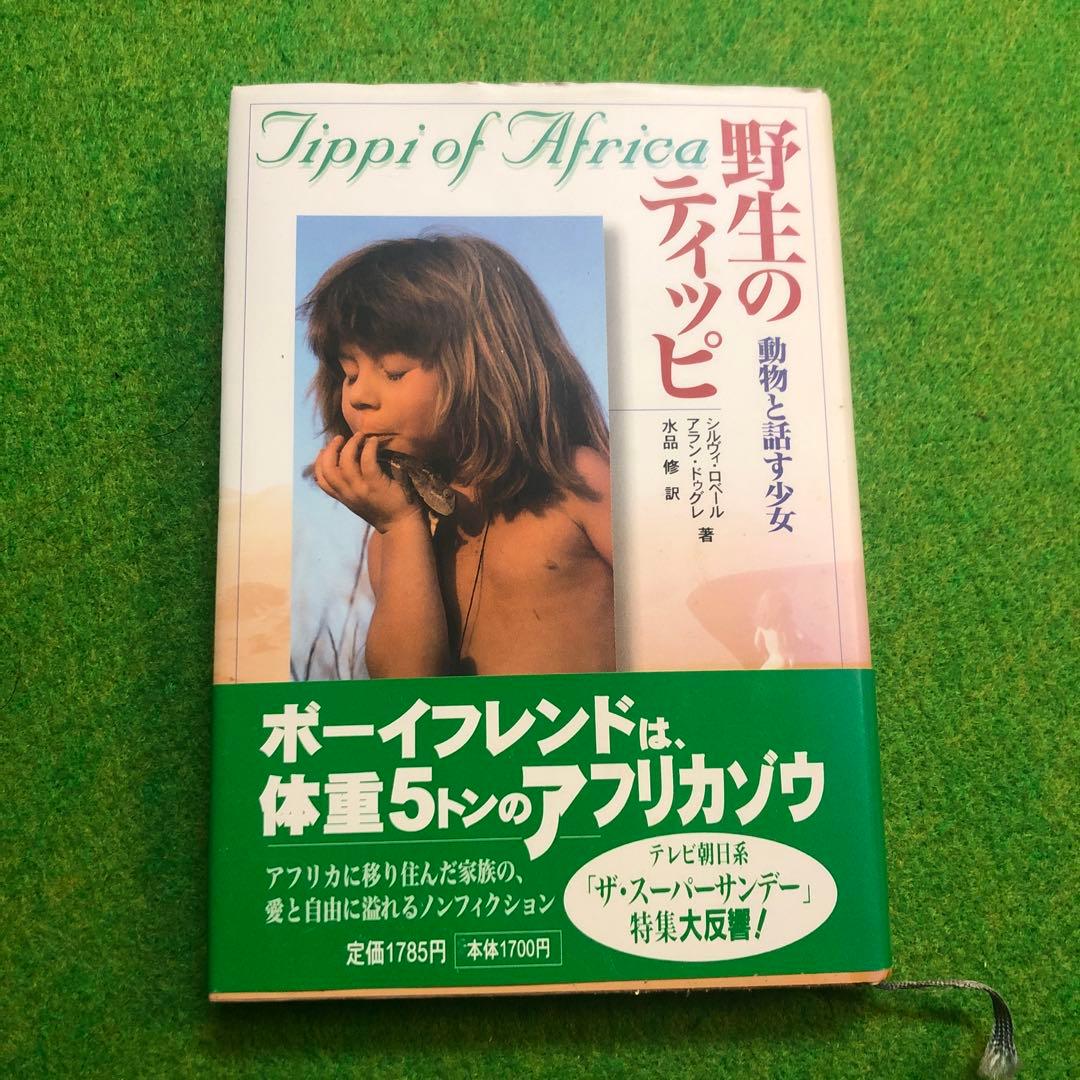 Tippi of Africa
野生の
ティッピ
動物と話す少女
シルヴィ・ロベール
アラン・ドゥグレ 著
水品 修 訳
ボーイフレンドは、
体重5トンのアフリカゾウ
アフリカに移り住んだ家族の、
愛と自由に溢れるノンフィクション
定価1785円 本体1700円
テレビ朝日系
「ザ・スーパーサンデー」
特集大反響!